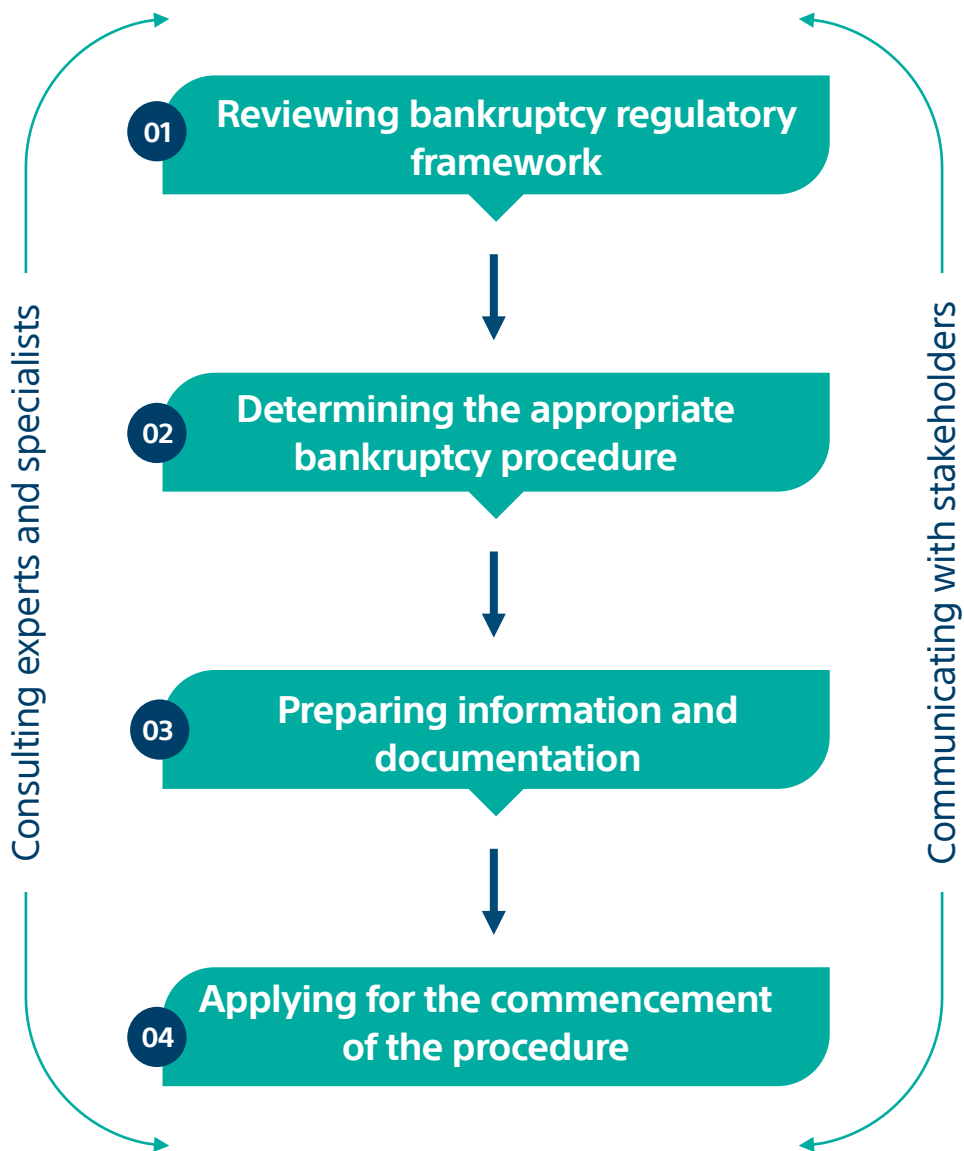 01
Reviewing bankruptcy regulatory
framework
02
Determining the appropriate
bankruptcy procedure
03
Preparing information and
documentation
04
Applying for the commencement
of the procedure
Consulting experts and specialists
Communicating with stakeholders